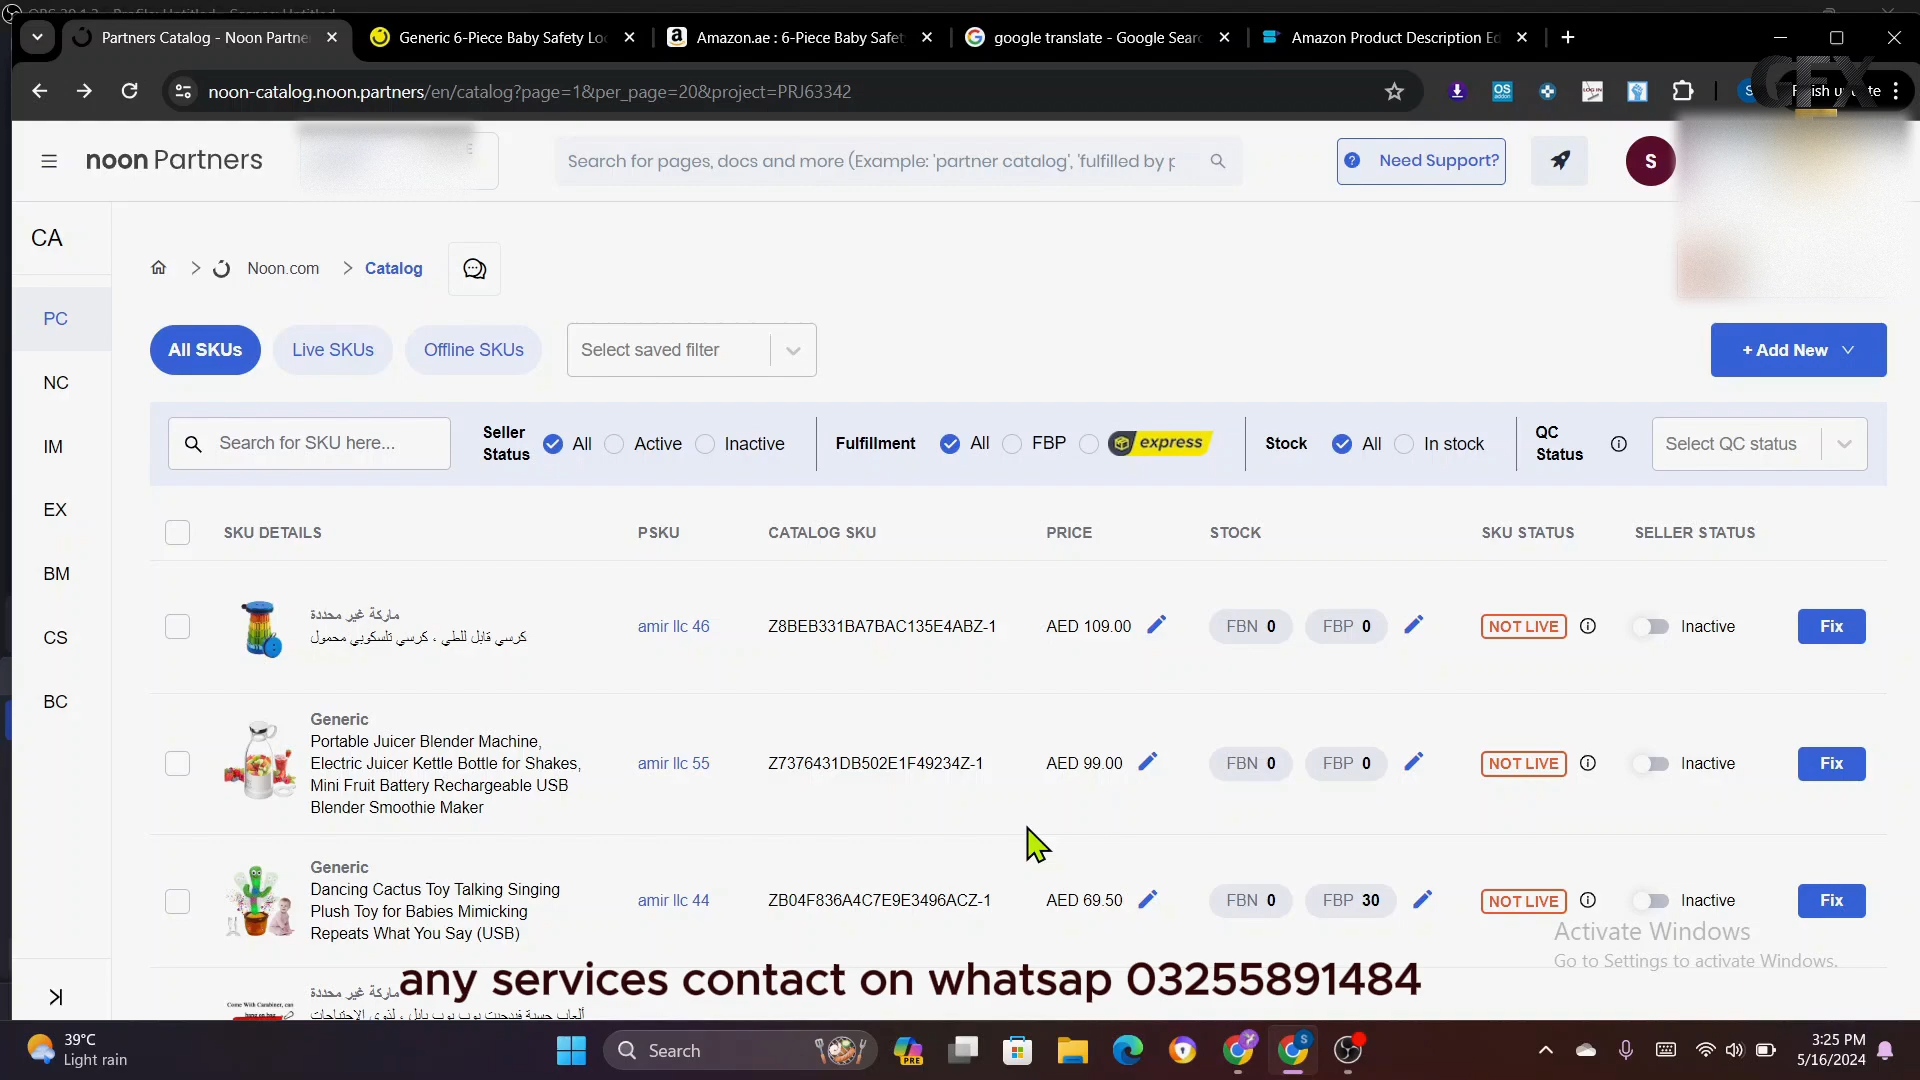 Partners Catalog - Noon Partne
Generic 6-Piece Baby Safety Lo
Amazon.ae : 6-Piece Baby Safet
google translate - Google Searc
Amazon Product Description Ed
noon-catalog.noon.partners/en/catalog?page=1&per_page=20&project=PRJ63342
GFX
noon Partners
Search for pages, docs and more (Example: 'partner catalog', 'fulfilled by p
Need Support?
S
CA
PC
NC
IM
EX
BM
CS
BC
Noon.com
Catalog
All SKUs
Live SKUs
Offline SKUs
Select saved filter
+ Add New
Search for SKU here...
Seller Status
All
Active
Inactive
Fulfillment
All
FBP
express
Stock
All
In stock
QC Status
Select QC status
SKU DETAILS
PSKU
CATALOG SKU
PRICE
STOCK
SKU STATUS
SELLER STATUS
ماركة غير محددة
كرسي قابل للطي ، كرسي تلسكوبي محمول
amir llc 46
Z8BEB331BA7BAC135E4ABZ-1
AED 109.00
FBN 0
FBP 0
NOT LIVE
Inactive
Fix
Generic
Portable Juicer Blender Machine,
Electric Juicer Kettle Bottle for Shakes,
Mini Fruit Battery Rechargeable USB
Blender Smoothie Maker
amir llc 55
Z7376431DB502E1F49234Z-1
AED 99.00
FBN 0
FBP 0
NOT LIVE
Inactive
Fix
Generic
Dancing Cactus Toy Talking Singing
Plush Toy for Babies Mimicking
Repeats What You Say (USB)
amir llc 44
ZB04F836A4C7E9E3496ACZ-1
AED 69.50
FBN 0
FBP 30
NOT LIVE
Inactive
Fix
Activate Windows
Go to Settings to activate Windows.
ماركة غير محددة
Come With Carabiner, can
any services contact on whatsap 03255891484
39°C
Light rain
Search
PRE
3:25 PM
5/16/2024